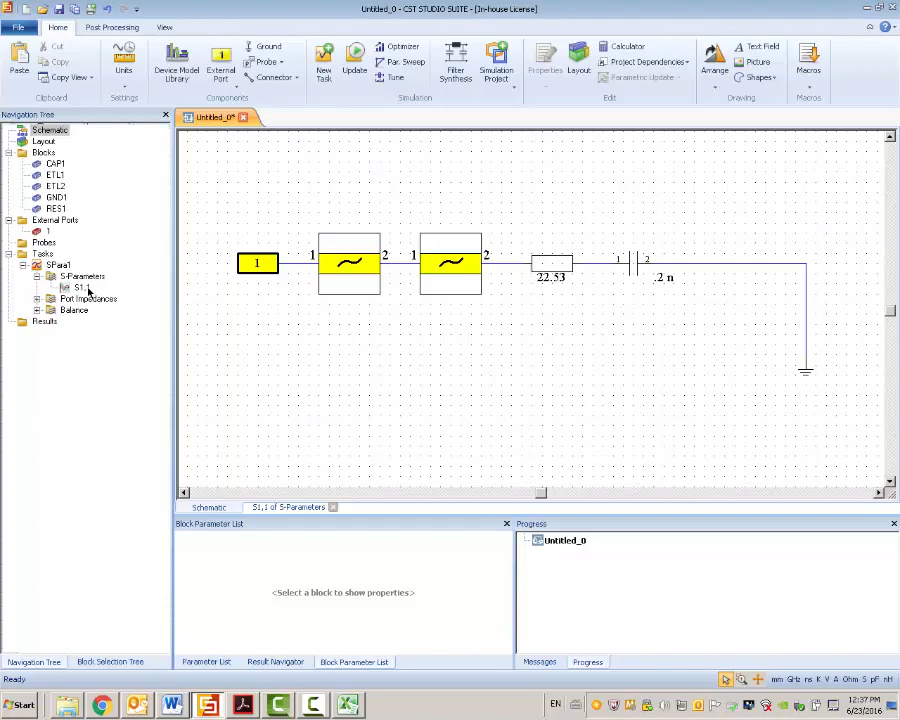 Untitled_0 - CST STUDIO SUITE - [In-house License]
File Home Post Processing View
Paste
Cut
Copy
Copy View
Clipboard
Units
Settings
Device Model Library
1
External Port
Ground
Probe
Connector
Components
New Task
Update
Optimizer
Par. Sweep
Tune
Simulation
Filter Synthesis
Simulation Project
Properties
Layout
Calculator
Project Dependencies
Parametric Update
Edit
Arrange
Text Field
Picture
Shapes
Drawing
Macros
Macros
Navigation Tree
Schematic
Layout
Blocks
CAP1
ETL1
ETL2
GND1
RES1
External Ports
1
Probes
Tasks
SPara1
S-Parameters
S1,1
Port Impedances
Balance
Results
Untitled_0*
1 1 2 1 2 1 2
22.53 .2 n
Schematic S1,1 of S-Parameters
Block Parameter List
<Select a block to show properties>
Progress
Untitled_0
Navigation Tree Block Selection Tree Parameter List Result Navigator Block Parameter List Messages Progress
Ready
mm GHz ns K V A Ohm S pF nH
Start
EN
12:37 PM
6/23/2016